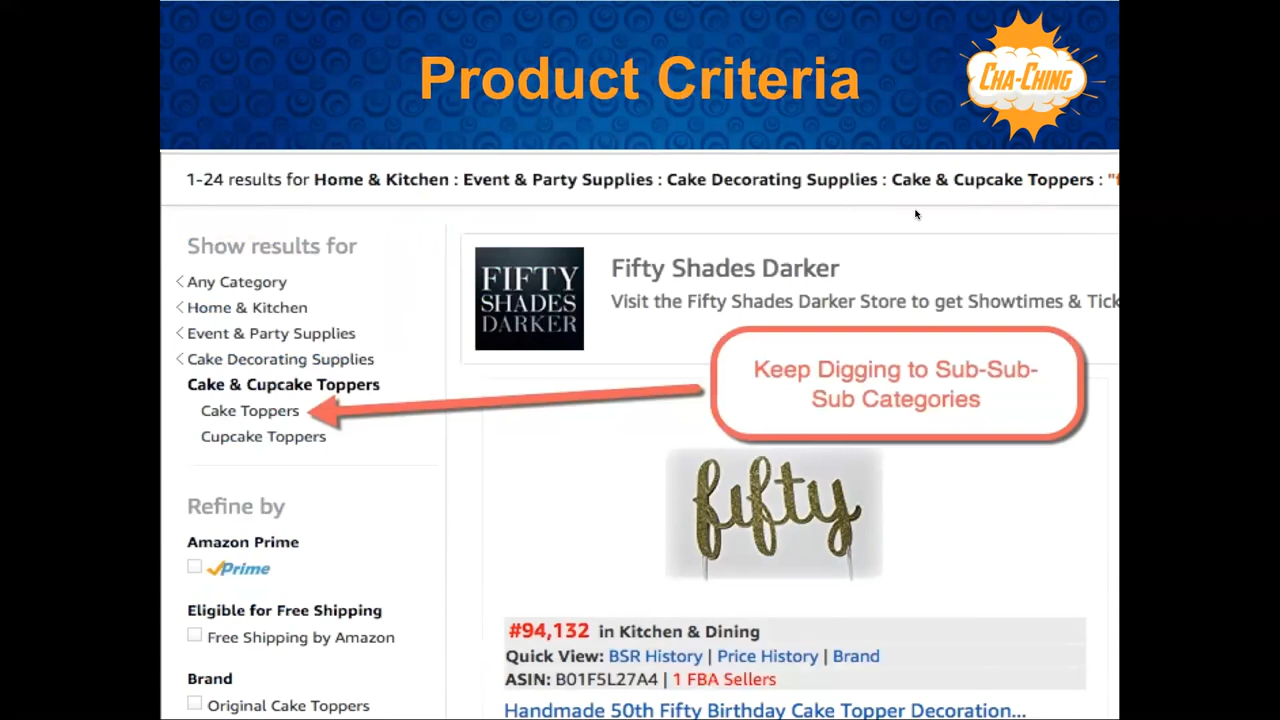 Product Criteria
CHA-CHING
1-24 results for Home & Kitchen : Event & Party Supplies : Cake Decorating Supplies : Cake & Cupcake Toppers :
Show results for
Any Category
Home & Kitchen
Event & Party Supplies
Cake Decorating Supplies
Cake & Cupcake Toppers
Cake Toppers
Cupcake Toppers
Refine by
Amazon Prime
Prime
Eligible for Free Shipping
Free Shipping by Amazon
Brand
Original Cake Toppers
FIFTY
SHADES
DARKER
Fifty Shades Darker
Visit the Fifty Shades Darker Store to get Showtimes &
Keep Digging to Sub-Sub-
Sub Categories
fifty
#94,132 in Kitchen & Dining
Quick View: BSR History | Price History | Brand
ASIN: B01F5L27A4 | 1 FBA Sellers
Handmade 50th Fifty Birthday Cake Topper Decoration...